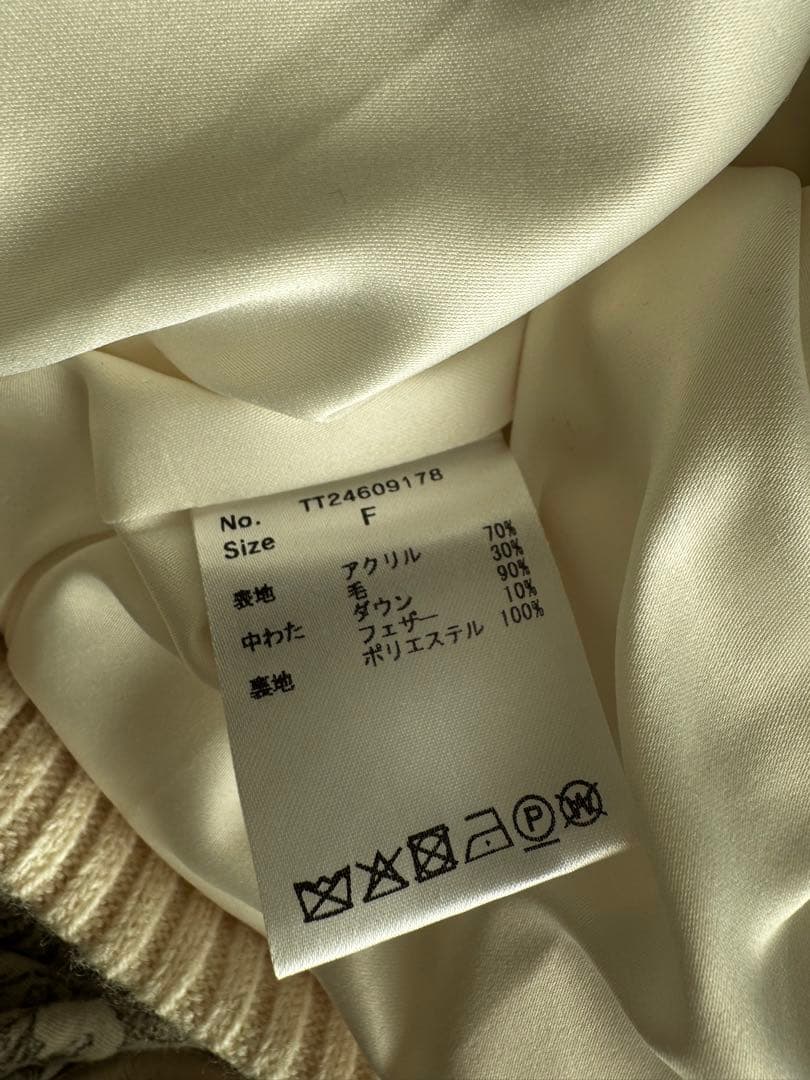 No. TT24609178
Size F
表地 アクリル 70%
毛 30%
中わた ダウン 90%
フェザー 10%
裏地 ポリエステル 100%
P
W